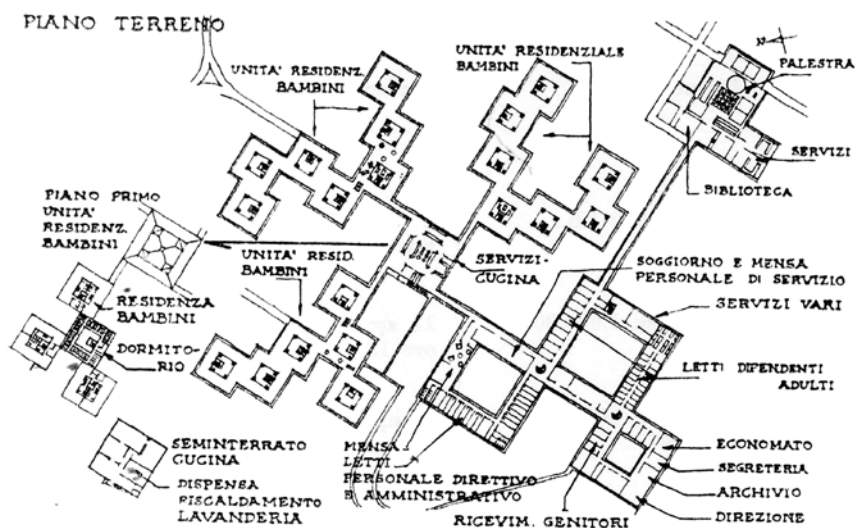 PIANO TERRENO
UNITA' RESIDENZ.
BAMBINI
UNITA' RESIDENZIALE
BAMBINI
N
PALESTRA
SERVIZI
BIBLIOTECA
PIANO PRIMO
UNITA'
RESIDENZ.
BAMBINI
UNITA' RESID.
BAMBINI
SERVIZI-
CUCINA
SOGGIORNO E MENSA
PERSONALE DI SERVIZIO
SERVIZI VARI
RESIDENZA
BAMBINI
DORMITO-
RIO
LETTI DIPENDENTI
ADULTI
SEMINTERRATO
CUCINA
DISPENSA
RISCALDAMENTO
LAVANDERIA
MENSA-
LETTI
PERSONALE DIRETTIVO
E AMMINISTRATIVO
RICEVIM. GENITORI
ECONOMATO
SEGRETERIA
ARCHIVIO
DIREZIONE